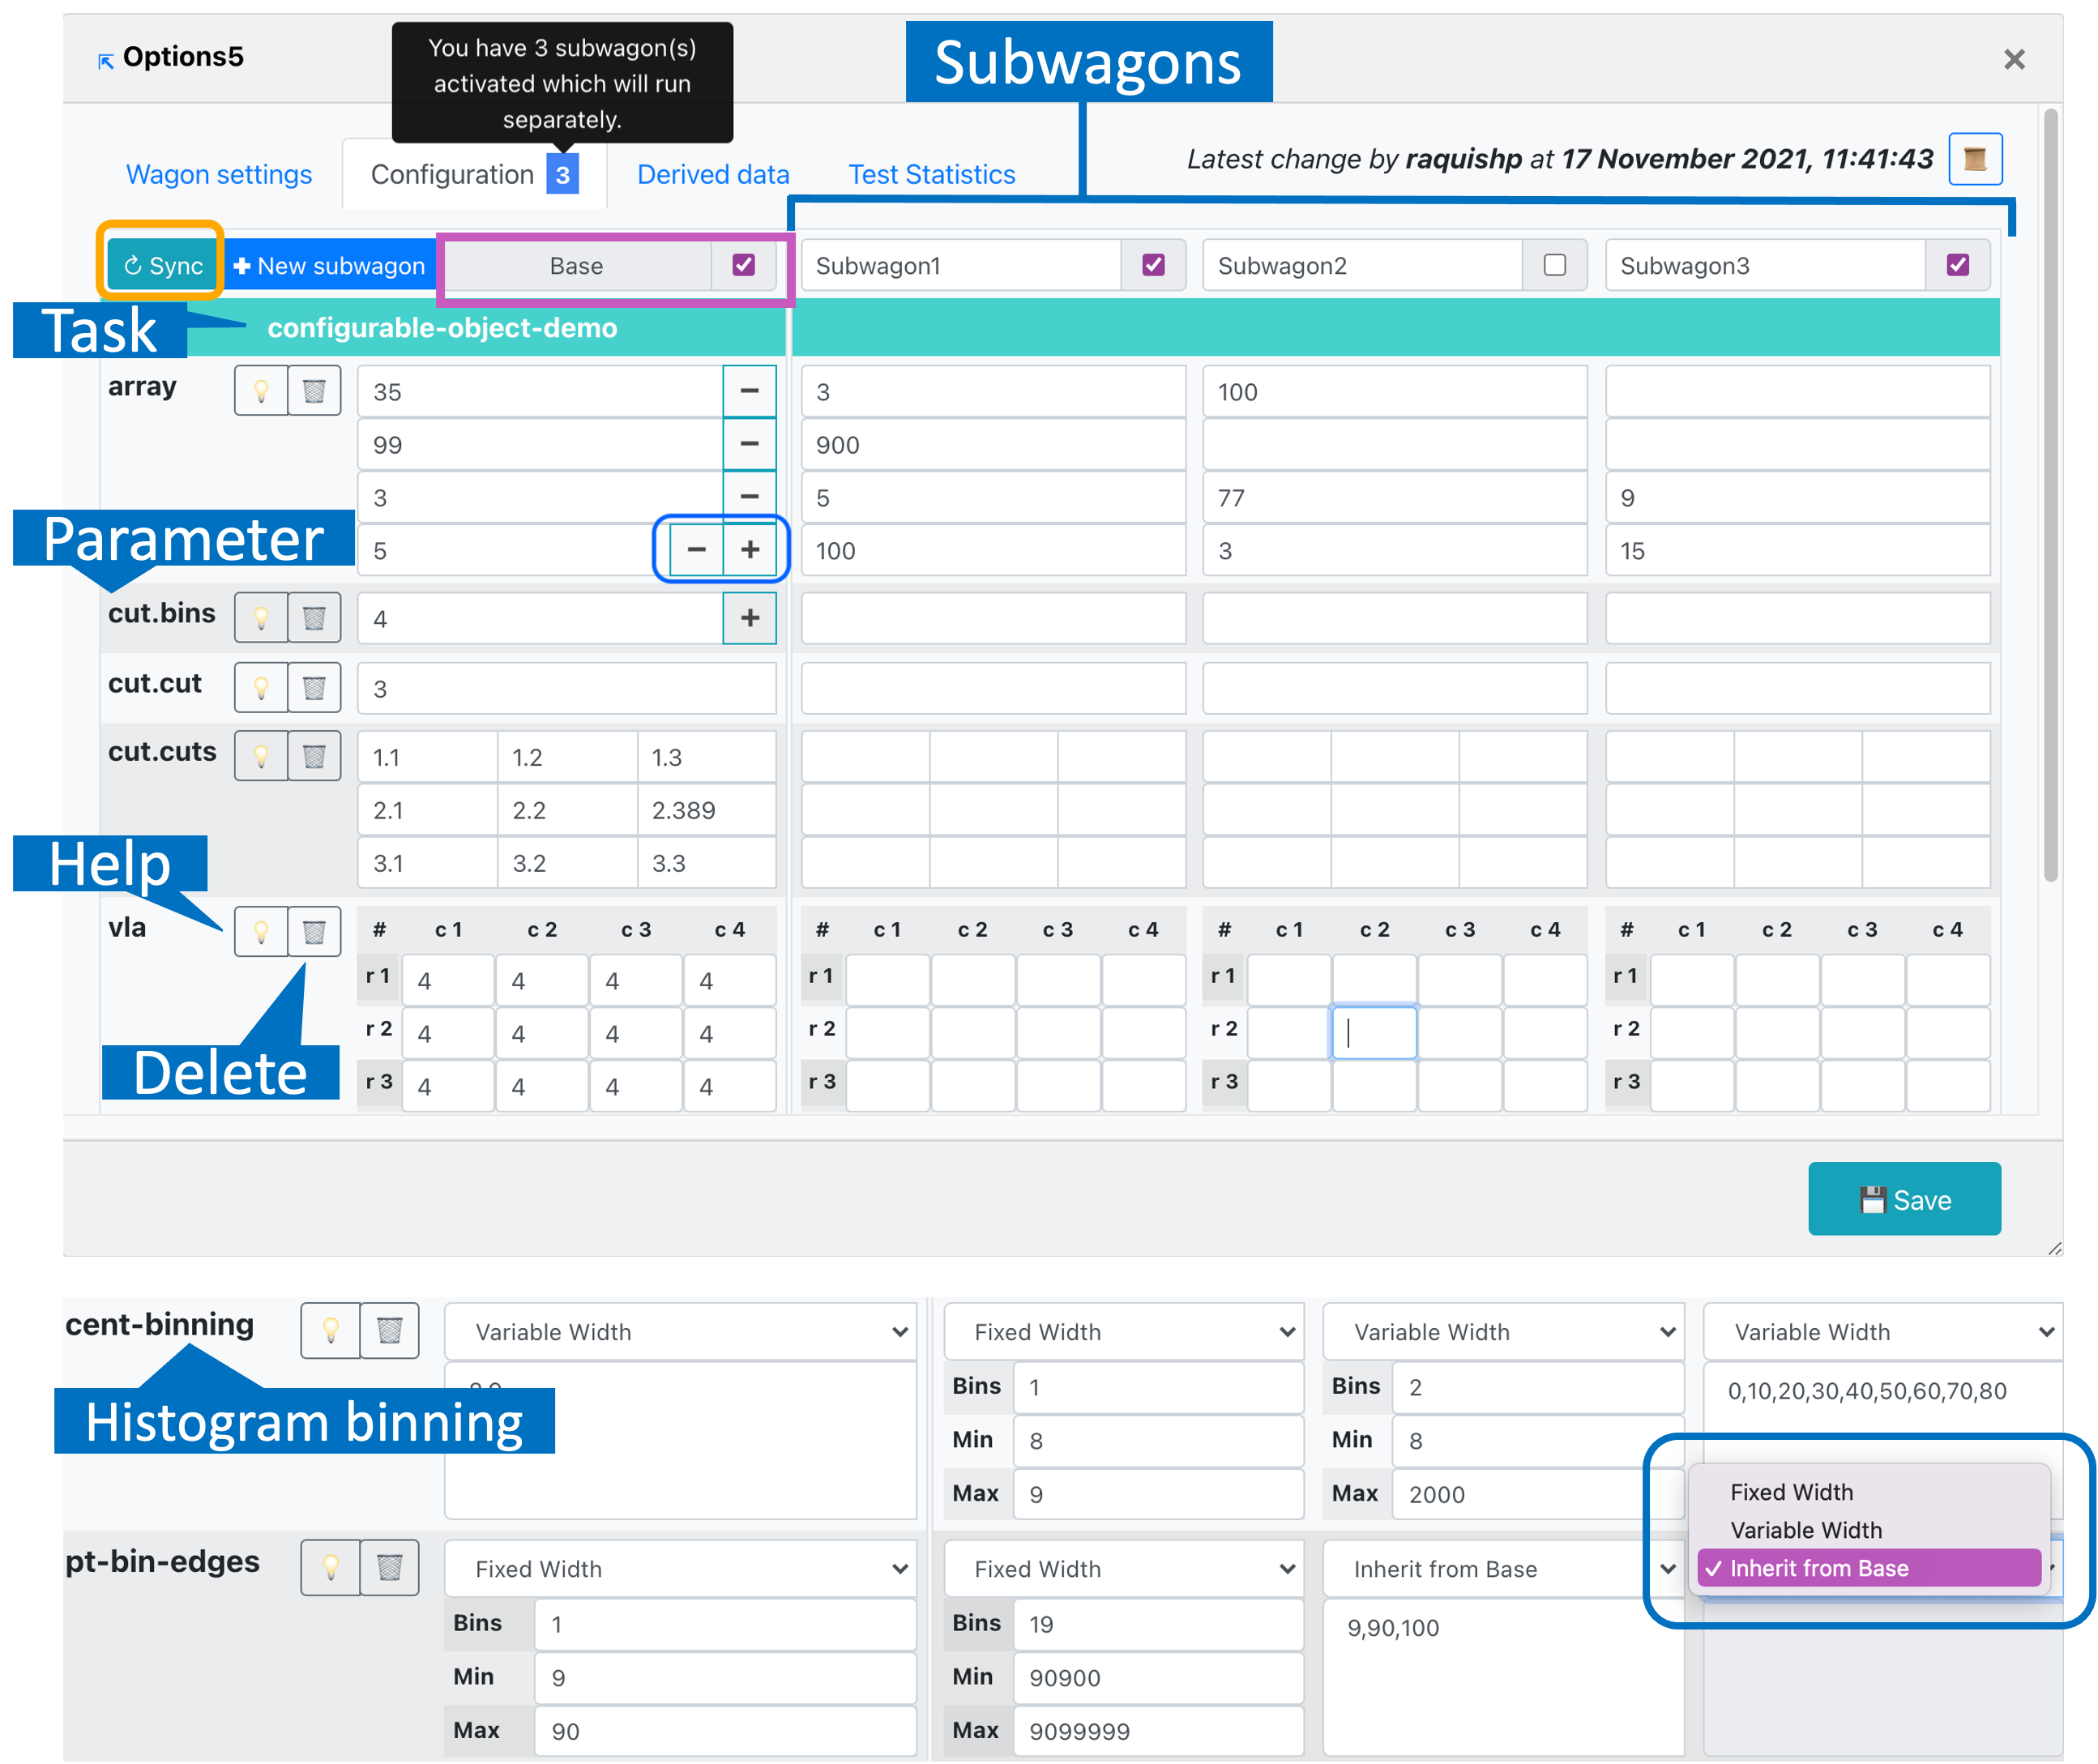 Options5
You have 3 subwagon(s)
activated which will run
separately.
Subwagons
Wagon settings Configuration 3 Derived data Test Statistics
Latest change by raquishp at 17 November 2021, 11:41:43
Sync New subwagon Base Subwagon1 Subwagon2 Subwagon3
Task
configurable-object-demo
array 35 − 3 100
99 − 900
3 − 5 77 9
Parameter
5 − + 100 3 15
cut.bins 4 +
cut.cut 3
cut.cuts 1.1 1.2 1.3
2.1 2.2 2.389
3.1 3.2 3.3
Help
vla # c 1 c 2 c 3 c 4 # c 1 c 2 c 3 c 4 # c 1 c 2 c 3 c 4 # c 1 c 2 c 3 c 4
r 1 4 4 4 4 r 1 r 1 r 1
r 2 4 4 4 4 r 2 r 2 r 2
r 3 4 4 4 4 r 3 r 3 r 3
Delete
Save
cent-binning Variable Width Fixed Width Variable Width Variable Width
Bins 1 Bins 2 0,10,20,30,40,50,60,70,80
Histogram binning
Min 8 Min 8
Max 9 Max 2000
Fixed Width
Variable Width
✓ Inherit from Base
pt-bin-edges Fixed Width Fixed Width Inherit from Base
Bins 1 Bins 19 9,90,100
Min 9 Min 90900
Max 90 Max 9099999